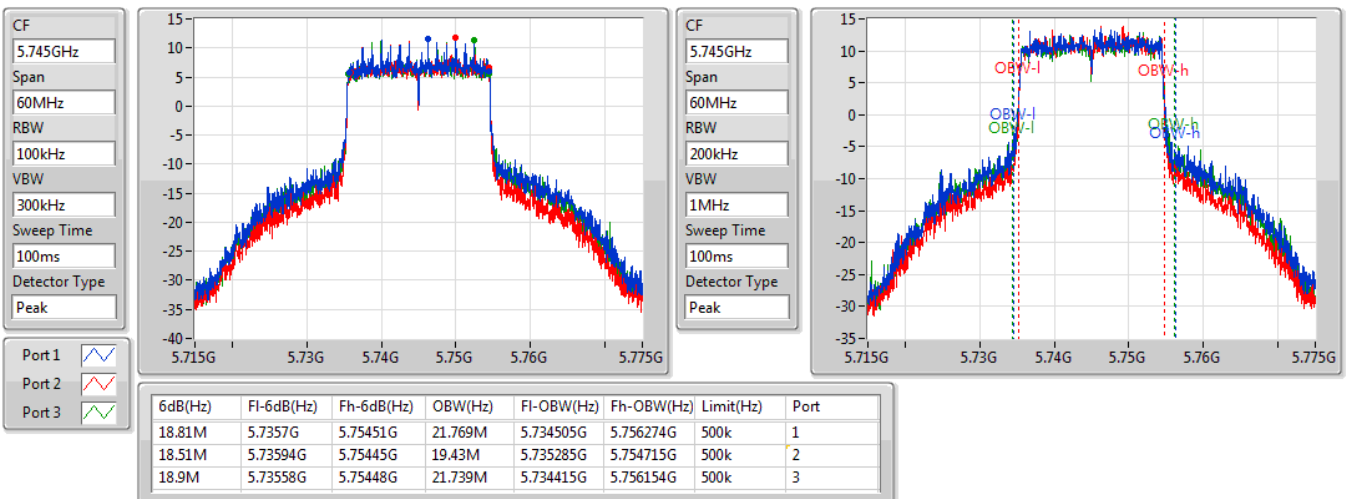 CF
5.745GHz
Span
60MHz
RBW
100kHz
VBW
300kHz
Sweep Time
100ms
Detector Type
Peak
Port 1
Port 2
Port 3
15
10
5
0
-5
-10
-15
-20
-25
-30
-35
-40
5.715G 5.73G 5.74G 5.75G 5.76G 5.775G
CF
5.745GHz
Span
60MHz
RBW
200kHz
VBW
1MHz
Sweep Time
100ms
Detector Type
Peak
15
10
5
0
-5
-10
-15
-20
-25
-30
-35
OBW-l OBW-h
OBW-l OBW-h
OBW-l OBW-h
5.715G 5.73G 5.74G 5.75G 5.76G 5.775G
6dB(Hz) Fl-6dB(Hz) Fh-6dB(Hz) OBW(Hz) Fl-OBW(Hz) Fh-OBW(Hz) Limit(Hz) Port
18.81M 5.7357G 5.75451G 21.769M 5.734505G 5.756274G 500k 1
18.51M 5.73594G 5.75445G 19.43M 5.735285G 5.754715G 500k 2
18.9M 5.73558G 5.75448G 21.739M 5.734415G 5.756154G 500k 3